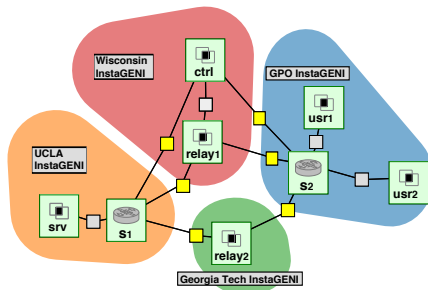 Wisconsin
InstaGENI
ctrl
GPO InstaGENI
usr1
relay1
UCLA
InstaGENI
s2
usr2
srv
s1
relay2
Georgia Tech InstaGENI